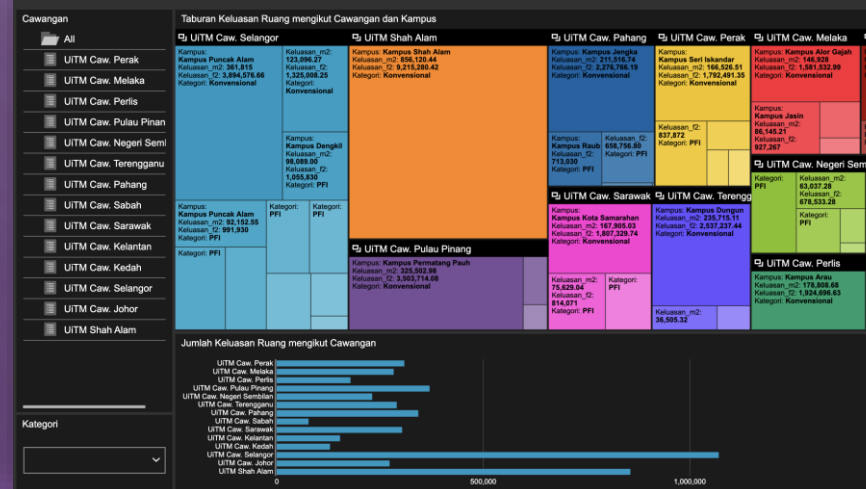 Cawangan
All
UiTM Caw. Perak
UiTM Caw. Melaka
UiTM Caw. Perlis
UiTM Caw. Pulau Pinan
UiTM Caw. Negeri Seml
UiTM Caw. Terengganu
UiTM Caw. Pahang
UiTM Caw. Sabah
UiTM Caw. Sarawak
UiTM Caw. Kelantan
UiTM Caw. Kedah
UiTM Caw. Selangor
UiTM Caw. Johor
UiTM Shah Alam
Kategori
Taburan Keluasan Ruang mengikut Cawangan dan Kampus
UiTM Caw. Selangor
Kampus:
Kampus Puncak Alam
Keluasan_m2: 361,815
Keluasan_f2: 3,894,576.66
Kategori: Konvensional
Keluasan_m2:
123,096.27
Keluasan_f2:
1,325,008.25
Kategori:
Konvensional
Kampus:
Kampus Dengkil
Keluasan_m2:
98,089.00
Keluasan_f2:
1,055,830
Kategori: PFI
Kampus:
Kampus Puncak Alam
Keluasan_m2: 92,152.55
Keluasan_f2: 991,930
Kategori: PFI
Kategori:
PFI
Kategori:
PFI
Kategori: PFI
UiTM Shah Alam
Kampus: Kampus Shah Alam
Keluasan_m2: 856,120.44
Keluasan_f2: 9,215,280.42
Kategori: Konvensional
UiTM Caw. Pulau Pinang
Kampus: Kampus Permatang Pauh
Keluasan_m2: 325,502.98
Keluasan_f2: 3,503,714.08
Kategori: Konvensional
UiTM Caw. Pahang
Kampus: Kampus Jengka
Keluasan_m2: 211,516.74
Keluasan_f2: 2,276,766.19
Kategori: Konvensional
Kampus:
Kampus Raub
Keluasan_f2:
713,030
Kategori: PFI
Keluasan_f2:
658,756.80
Kategori: PFI
UiTM Caw. Sarawak
Kampus:
Kampus Kota Samarahan
Keluasan_m2: 167,905.03
Keluasan_f2: 1,807,329.74
Kategori: Konvensional
Keluasan_m2:
75,629.04
Keluasan_f2:
814,071
Kategori: PFI
Kategori:
PFI
UiTM Caw. Perak
Kampus:
Kampus Seri Iskandar
Keluasan_m2: 166,526.51
Keluasan_f2: 1,792,491.35
Kategori: Konvensional
Keluasan_f2:
837,872
Kategori: PFI
UiTM Caw. Terengg
Kampus: Kampus Dungun
Keluasan_m2: 235,715.11
Keluasan_f2: 2,537,237.44
Kategori: Konvensional
Keluasan_m2:
36,505.32
UiTM Caw. Melaka
Kampus: Kampus Alor Gajah
Keluasan_m2: 146,928
Keluasan_f2: 1,581,532.99
Kategori: Konvensional
Kampus:
Kampus Jasin
Keluasan_m2:
86,145.21
Keluasan_f2:
927,267
UiTM Caw. Negeri Sem
Kategori:
PFI
Keluasan_m2:
63,037.28
Keluasan_f2:
678,533.28
Kategori:
PFI
UiTM Caw. Perlis
Kampus: Kampus Arau
Keluasan_m2: 178,808.68
Keluasan_f2: 1,924,696.63
Kategori: Konvensional
Jumlah Keluasan Ruang mengikut Cawangan
UiTM Caw. Perak
UiTM Caw. Melaka
UiTM Caw. Perlis
UiTM Caw. Pulau Pinang
UiTM Caw. Negeri Sembilan
UiTM Caw. Terengganu
UiTM Caw. Pahang
UiTM Caw. Sabah
UiTM Caw. Sarawak
UiTM Caw. Kelantan
UiTM Caw. Kedah
UiTM Caw. Selangor
UiTM Caw. Johor
UiTM Shah Alam
0
500,000
1,000,000